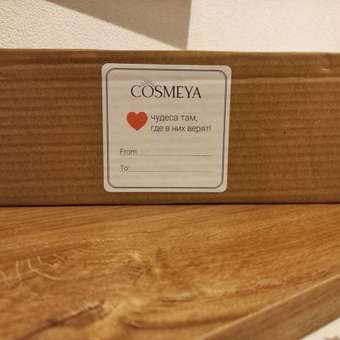 COSMEYA
чудеса там,
где в них верят!
From:
To: